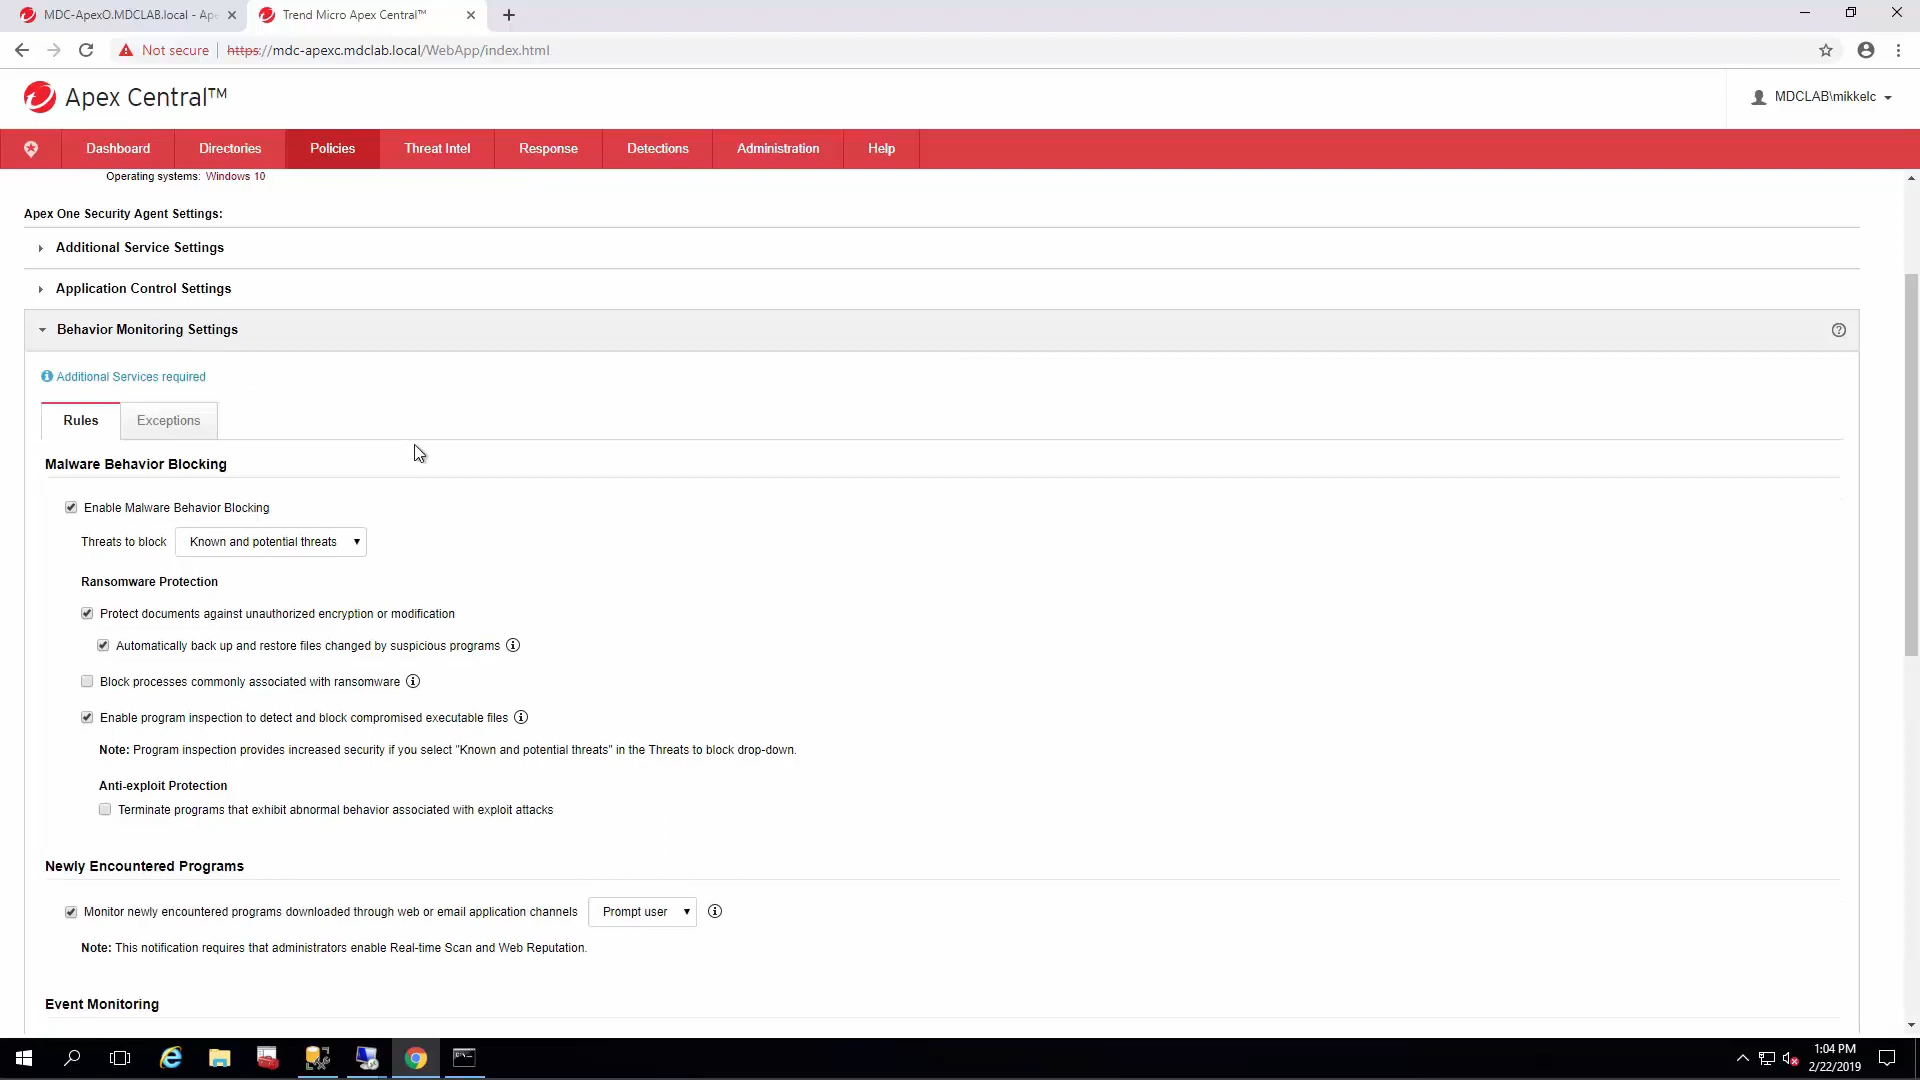 MDC-ApexO.MDCLAB.local - Ape
Trend Micro Apex Central™
Not secure
https://mdc-apexc.mdclab.local/WebApp/index.html
Apex Central™
MDCLAB\mikkelc
Dashboard
Directories
Policies
Threat Intel
Response
Detections
Administration
Help
Operating systems: Windows 10
Apex One Security Agent Settings:
Additional Service Settings
Application Control Settings
Behavior Monitoring Settings
Additional Services required
Rules
Exceptions
Malware Behavior Blocking
Enable Malware Behavior Blocking
Threats to block Known and potential threats
Ransomware Protection
Protect documents against unauthorized encryption or modification
Automatically back up and restore files changed by suspicious programs
Block processes commonly associated with ransomware
Enable program inspection to detect and block compromised executable files
Note: Program inspection provides increased security if you select "Known and potential threats" in the Threats to block drop-down.
Anti-exploit Protection
Terminate programs that exhibit abnormal behavior associated with exploit attacks
Newly Encountered Programs
Monitor newly encountered programs downloaded through web or email application channels Prompt user
Note: This notification requires that administrators enable Real-time Scan and Web Reputation.
Event Monitoring
1:04 PM
2/22/2019